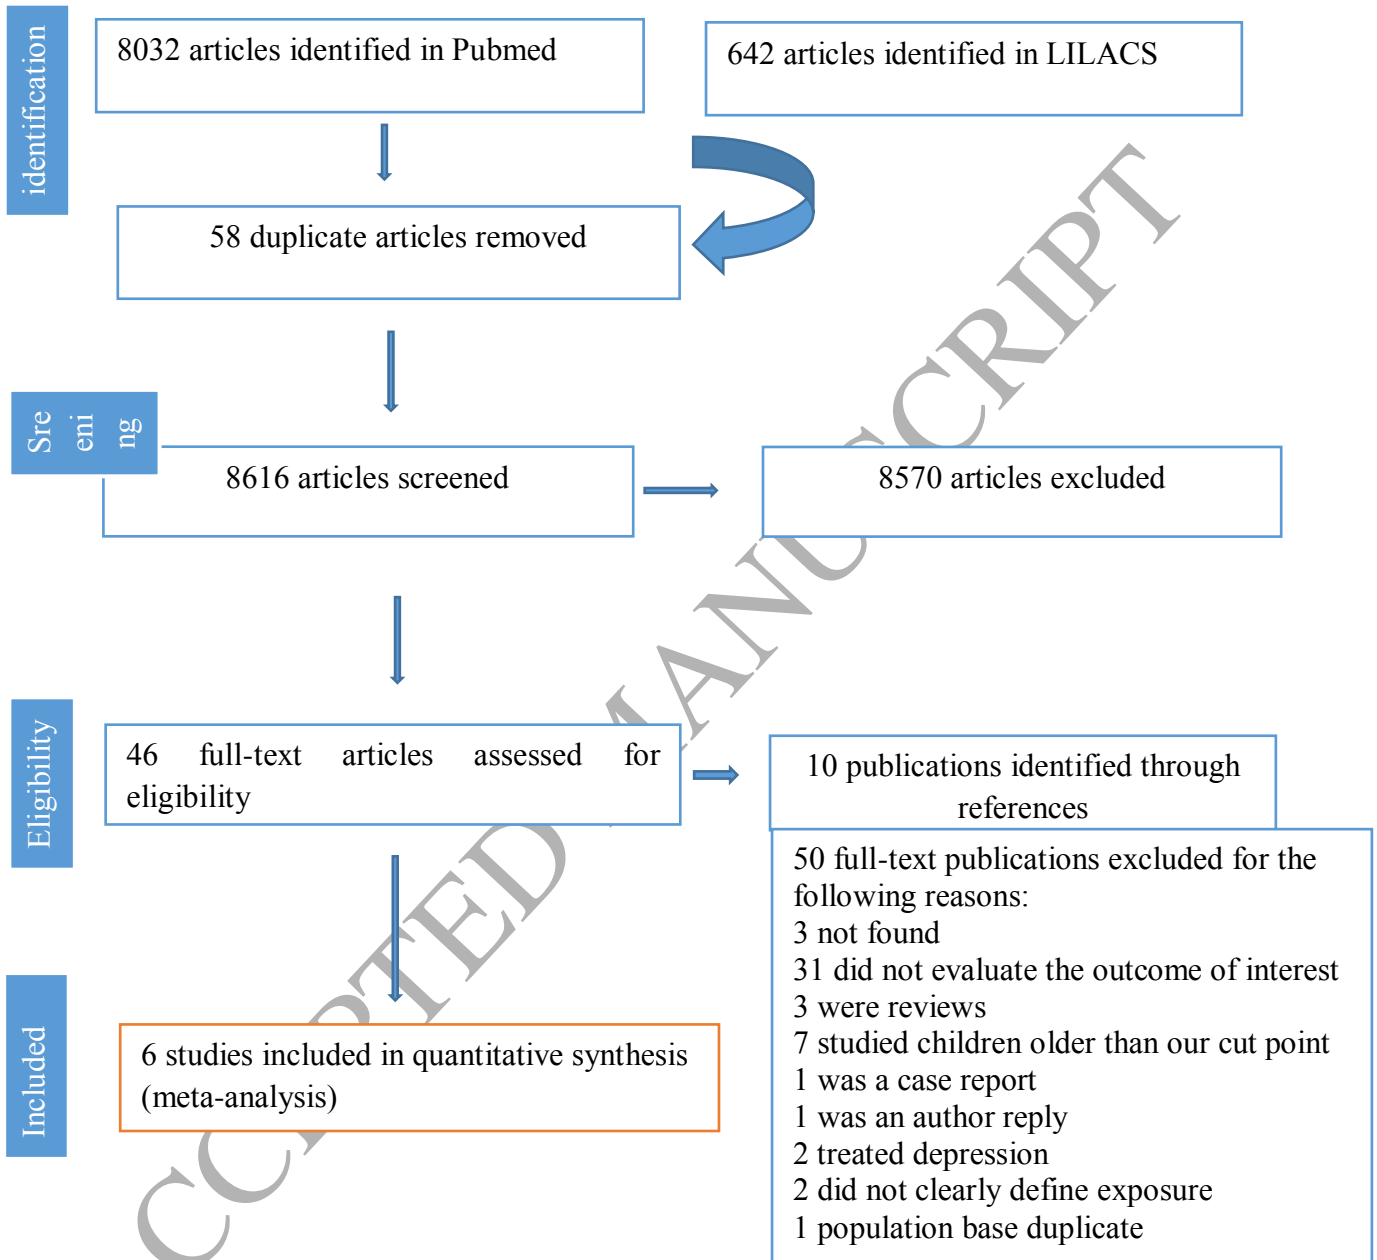 identification
8032 articles identified in Pubmed
642 articles identified in LILACS
58 duplicate articles removed
Sre
eni
ng
8616 articles screened
8570 articles excluded
Eligibility
46 full-text articles assessed for
eligibility
10 publications identified through
references
50 full-text publications excluded for the
following reasons:
3 not found
31 did not evaluate the outcome of interest
3 were reviews
7 studied children older than our cut point
1 was a case report
1 was an author reply
2 treated depression
2 did not clearly define exposure
1 population base duplicate
Included
6 studies included in quantitative synthesis
(meta-analysis)
CCEPTED MANUSCRIPT